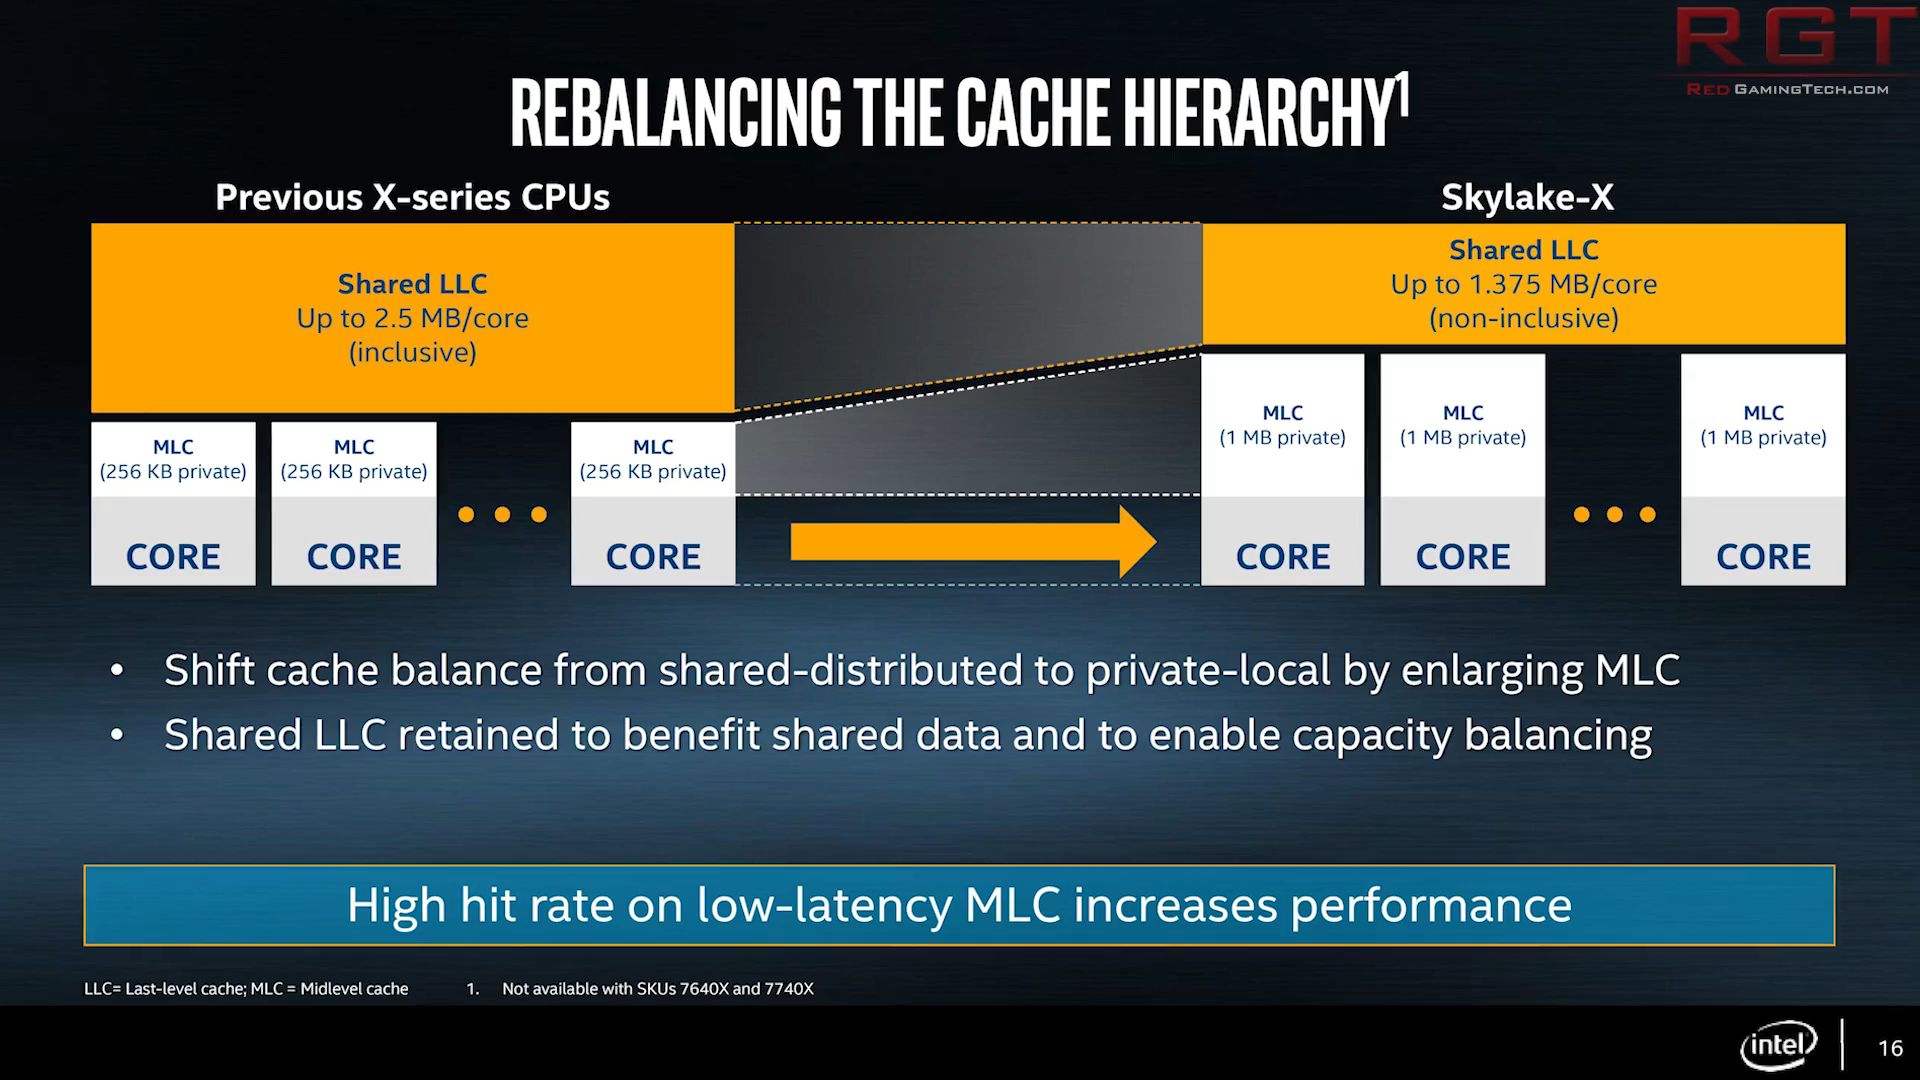 RGT
RED GAMINGTECH.COM
REBALANCING THE CACHE HIERARCHY¹
Previous X-series CPUs
Skylake-X
Shared LLC
Up to 2.5 MB/core
(inclusive)
Shared LLC
Up to 1.375 MB/core
(non-inclusive)
MLC
(256 KB private)
MLC
(256 KB private)
MLC
(256 KB private)
MLC
(1 MB private)
MLC
(1 MB private)
MLC
(1 MB private)
CORE
CORE
CORE
CORE
CORE
CORE
• Shift cache balance from shared-distributed to private-local by enlarging MLC
• Shared LLC retained to benefit shared data and to enable capacity balancing
High hit rate on low-latency MLC increases performance
LLC= Last-level cache; MLC = Midlevel cache 1. Not available with SKUs 7640X and 7740X
intel
16